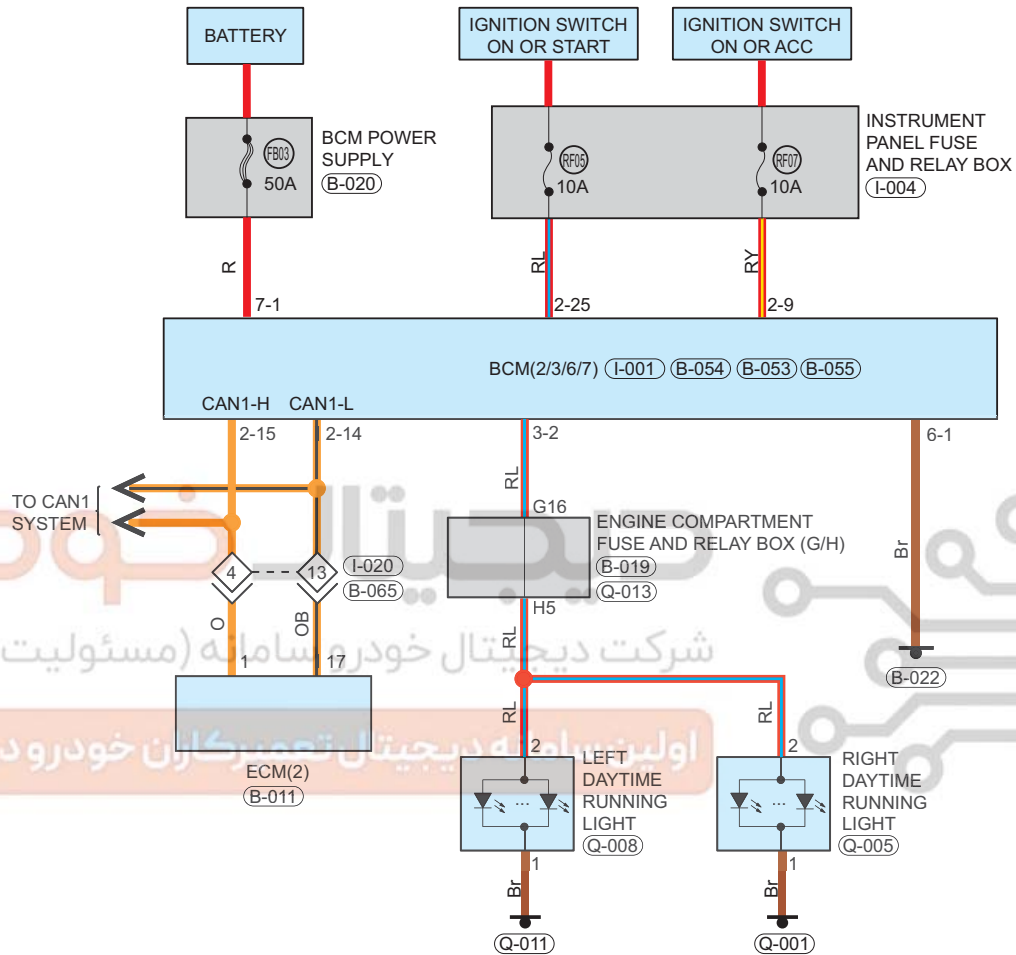 BATTERY
IGNITION SWITCH
ON OR START
IGNITION SWITCH
ON OR ACC
FB03
50A
BCM POWER
SUPPLY
B-020
RF05
10A
RF07
10A
INSTRUMENT
PANEL FUSE
AND RELAY BOX
I-004
R
RL
RY
7-1
2-25
2-9
BCM(2/3/6/7) I-001 B-054 B-053 B-055
CAN1-H CAN1-L
2-15
2-14
3-2
6-1
TO CAN1
SYSTEM
RL
G16
ENGINE COMPARTMENT
FUSE AND RELAY BOX (G/H)
B-019
Q-013
H5
Br
4
13
I-020
B-065
O
OB
1
17
RL
B-022
ECM(2)
B-011
RL
RL
2
LEFT
DAYTIME
RUNNING
LIGHT
Q-008
2
RIGHT
DAYTIME
RUNNING
LIGHT
Q-005
...
...
1
1
Br
Br
Q-011
Q-001
دیجیتال خود
شرکت دیجیتال خودرو سامانه (مسئولیت
اولین سامانه دیجیتال تعمیرکاران خودرو د